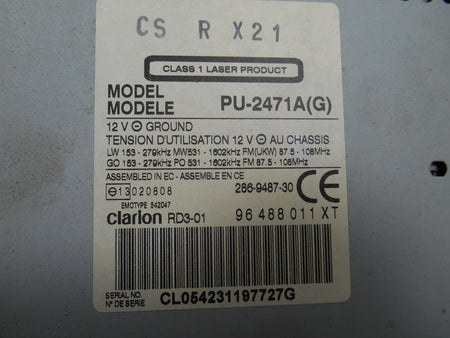 CS R X21
CLASS 1 LASER PRODUCT
MODEL
MODELE PU-2471A(G)
12 V ⊖ GROUND
TENSION D'UTILISATION 12 V ⊖ AU CHASSIS
LW 153 - 279kHz MW531 - 1602kHz FM(UKW) 87.5 - 108MHz
GO 153 - 279kHz PO 531 - 1602kHz FM 87.5 - 108MHz
ASSEMBLED IN EC - ASSEMBLE EN CE
e13 020608 286-9487-30 CE
EMCTYPE 542047
clarion RD3-01 96 488 011 XT
SERIAL NO.
N° DE SERIE CL054231197727G